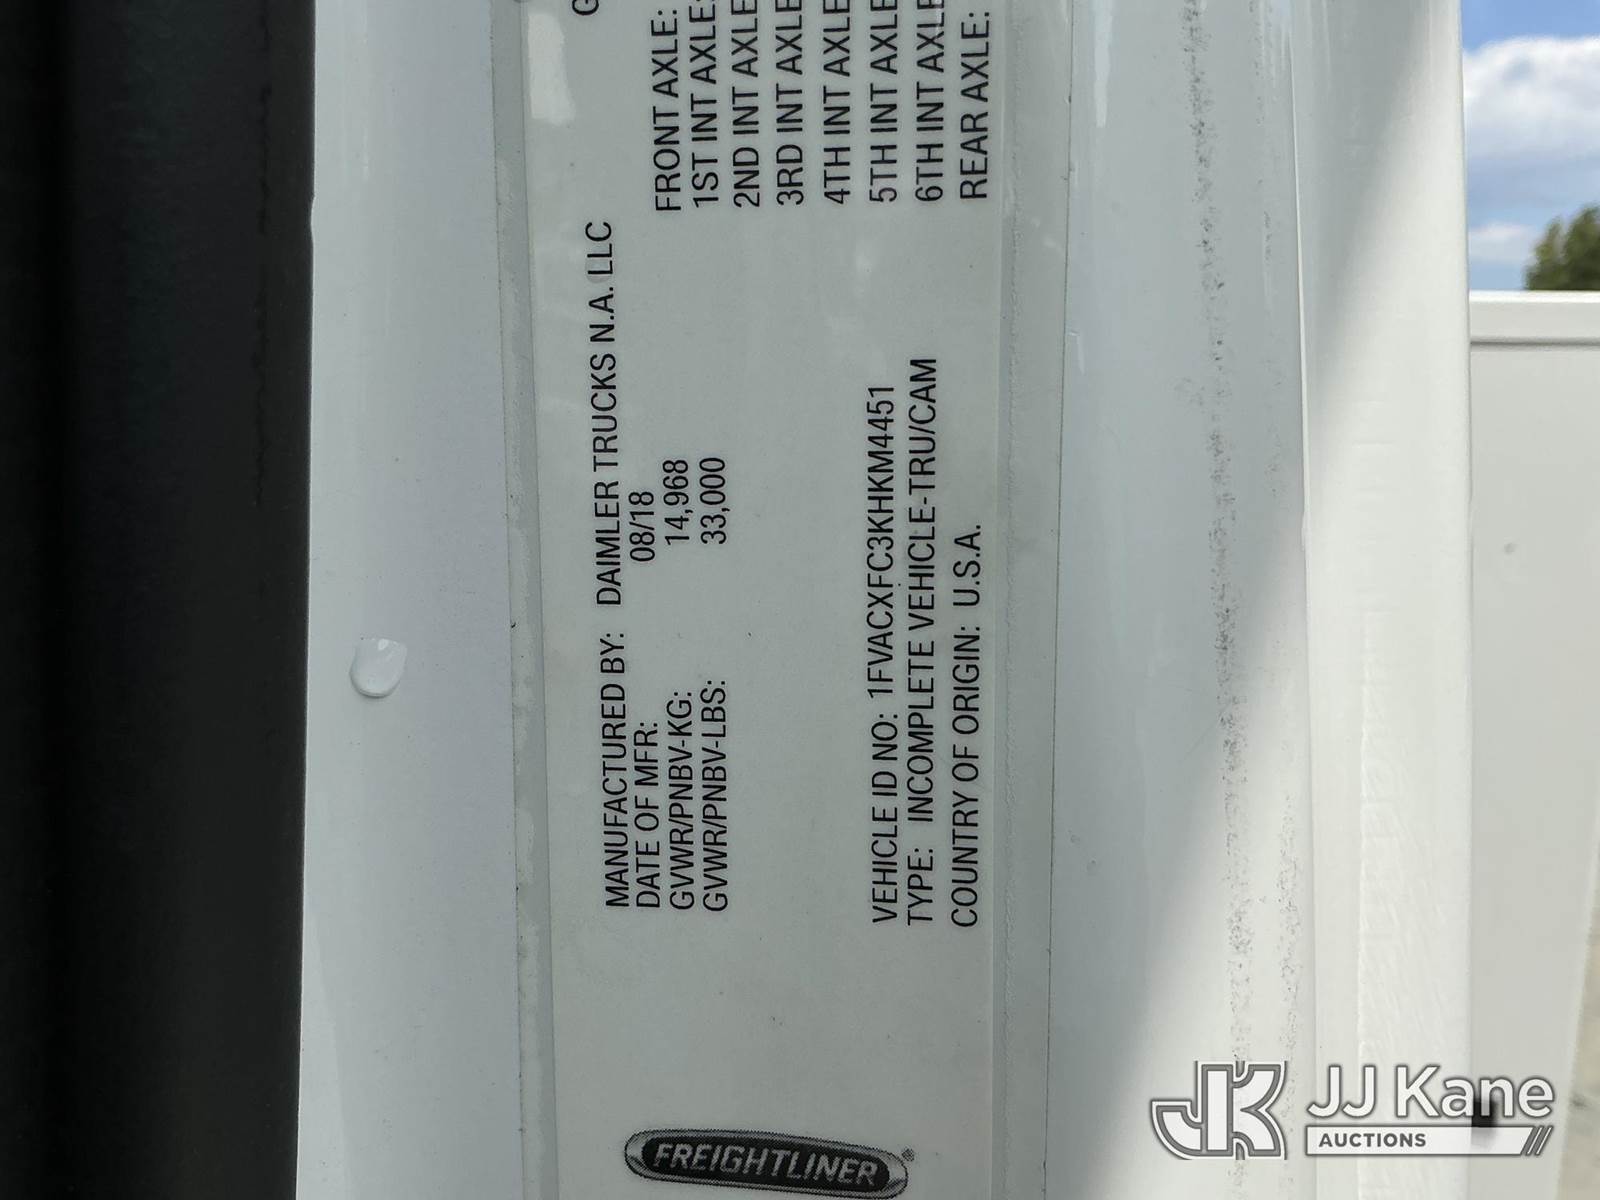 FREIGHTLINER®
MANUFACTURED BY: DAIMLER TRUCKS N.A. LLC
DATE OF MFR: 08/18
GVWR/PNBV-KG: 14,968
GVWR/PNBV-LBS: 33,000
VEHICLE ID NO: 1FVACXFC3KHKM4451
TYPE: INCOMPLETE VEHICLE-TRU/CAM
COUNTRY OF ORIGIN: U.S.A.
G
FRONT AXLE:
1ST INT AXLE:
2ND INT AXLE
3RD INT AXLE
4TH INT AXLE
5TH INT AXLE
6TH INT AXLE
REAR AXLE:
JK JJ Kane
AUCTIONS